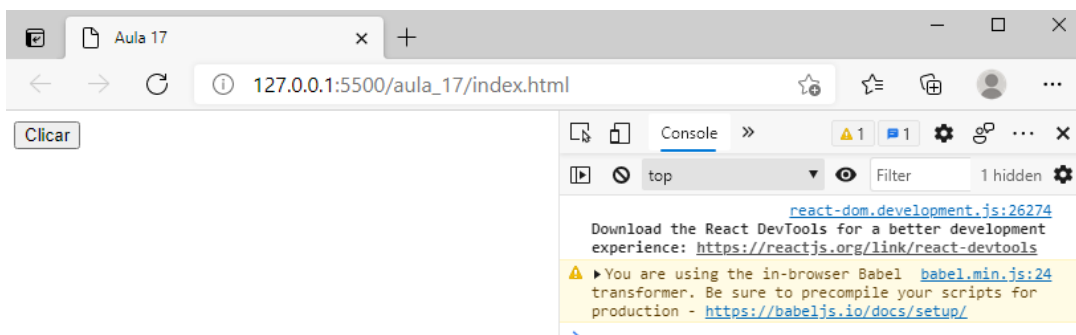 Aula 17
127.0.0.1:5500/aula_17/index.html
Clicar
Console
1
1
top
Filter
1 hidden
react-dom.development.js:26274
Download the React DevTools for a better development
experience: https://reactjs.org/link/react-devtools
You are using the in-browser Babel babel.min.js:24
transformer. Be sure to precompile your scripts for
production - https://babeljs.io/docs/setup/